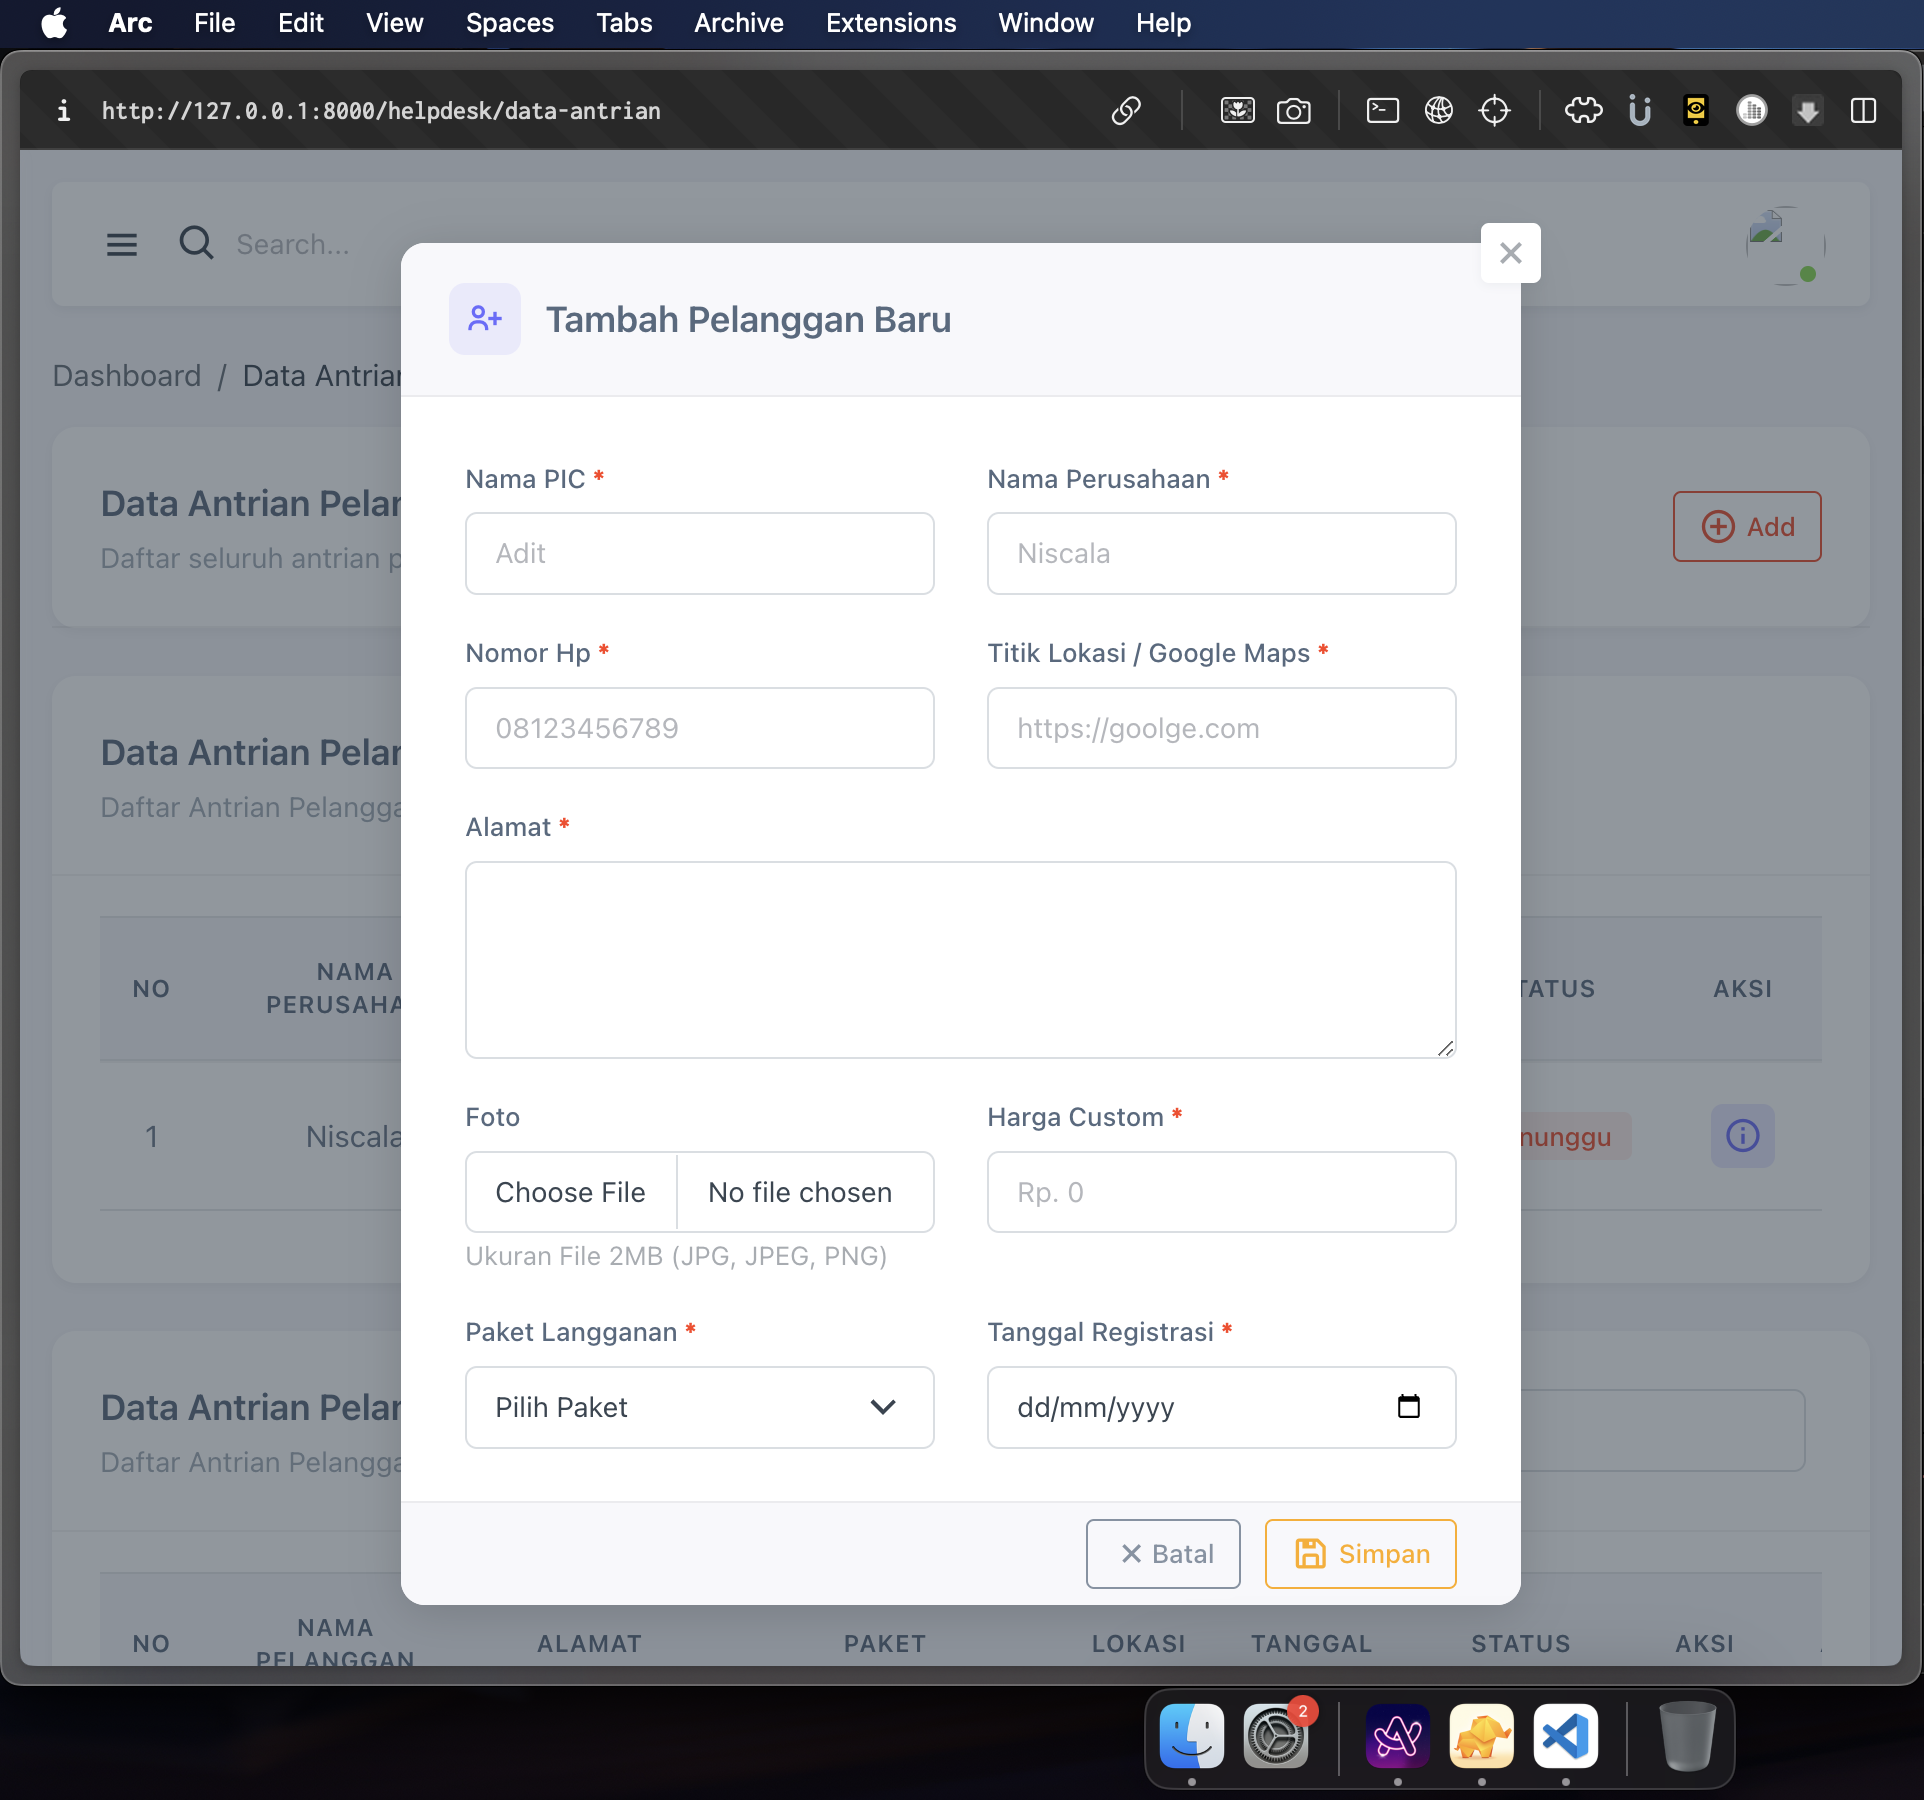 Arc File Edit View Spaces Tabs Archive Extensions Window Help
http://127.0.0.1:8000/helpdesk/data-antrian
Search...
Tambah Pelanggan Baru
Dashboard / Data Antrian
Data Antrian Pelan
Daftar seluruh antrian p
Add
Nama PIC *
Nama Perusahaan *
Adit
Niscala
Nomor Hp *
Titik Lokasi / Google Maps *
08123456789
https://goolge.com
Data Antrian Pelan
Daftar Antrian Pelangga
Alamat *
NO
NAMA
PERUSAHA
TATUS
AKSI
1
Niscala
nunggu
Foto
Harga Custom *
Choose File
No file chosen
Rp. 0
Ukuran File 2MB (JPG, JPEG, PNG)
Paket Langganan *
Tanggal Registrasi *
Pilih Paket
dd/mm/yyyy
Data Antrian Pelan
Daftar Antrian Pelangga
Batal
Simpan
NO
NAMA
PELANGGAN
ALAMAT
PAKET
LOKASI
TANGGAL
STATUS
AKSI
2